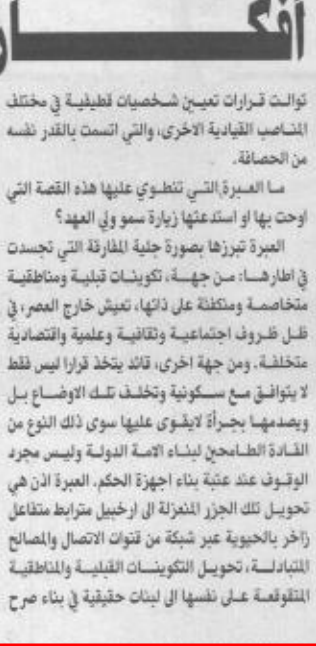 أفكار
توالت قرارات تعيين شخصيات قطيفية في مختلف
المناصب القيادية الاخرى، والتي اتسمت بالقدر نفسه
من الحصافة.
ما العبرة التي تنطوي عليها هذه القصة التي
اوحت بها او استدعتها زيارة سمو ولي العهد؟
العبرة تبرزها بصورة جلية المفارقة التي تجسدت
في اطارها: من جهة، تكوينات قبلية ومناطقية
متخاصمة ومنكفئة على ذاتها، تعيش خارج العصر، في
ظل ظروف اجتماعية وثقافية وعلمية واقتصادية
متخلفة. ومن جهة اخرى، قائد يتخذ قرارا ليس فقط
لا يتوافق مع سكونية وتخلف تلك الاوضاع بل
ويصدمها بجرأة لايقوى عليها سوى ذلك النوع من
القادة الطامحين لبناء الامة الدولة وليس مجرد
الوقوف عند عتبة بناء اجهزة الحكم. العبرة اذن هي
تحويل تلك الجزر المنعزلة الى ارخبيل مترابط متفاعل
زاخر بالحيوية عبر شبكة من قنوات الاتصال والمصالح
المتبادلة، تحويل التكوينات القبلية والمناطقية
المتقوقعة على نفسها الى لبنات حقيقية في بناء صرح